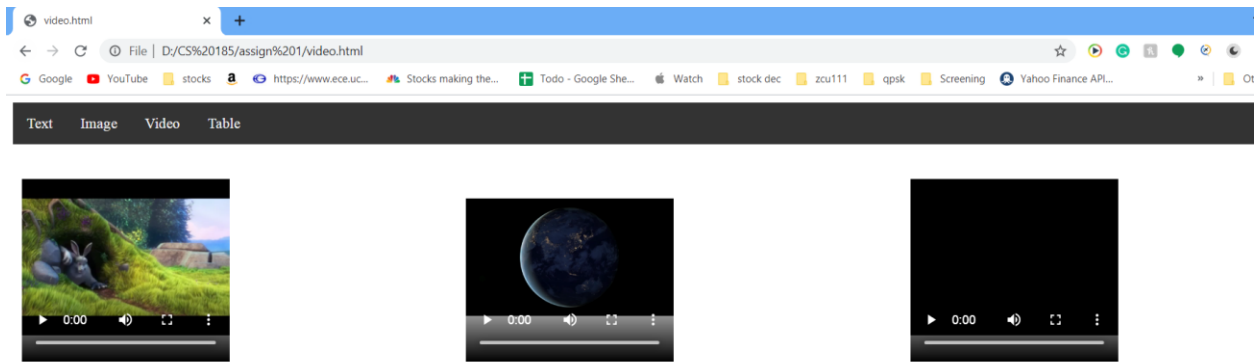 video.html
File | D:/CS%20185/assign%201/video.html
Google YouTube stocks https://www.ece.uc... Stocks making the... Todo - Google She... Watch stock dec zcu111 qpsk Screening Yahoo Finance API... » Ot
Text Image Video Table
0:00 0:00 0:00